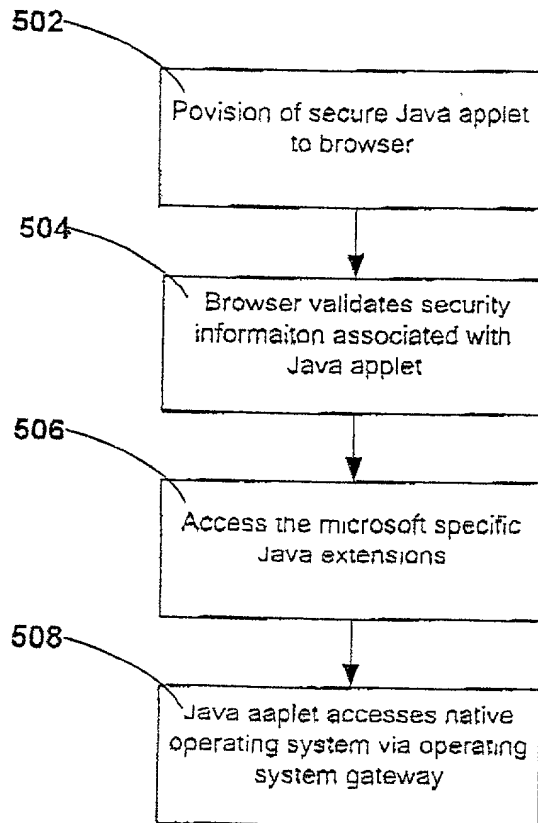 502
Povision of secure Java applet
to browser
504
Browser validates security
informaiton associated with
Java applet
506
Access the microsoft specific
Java extensions
508
Java aaplet accesses native
operating system via operating
system gateway